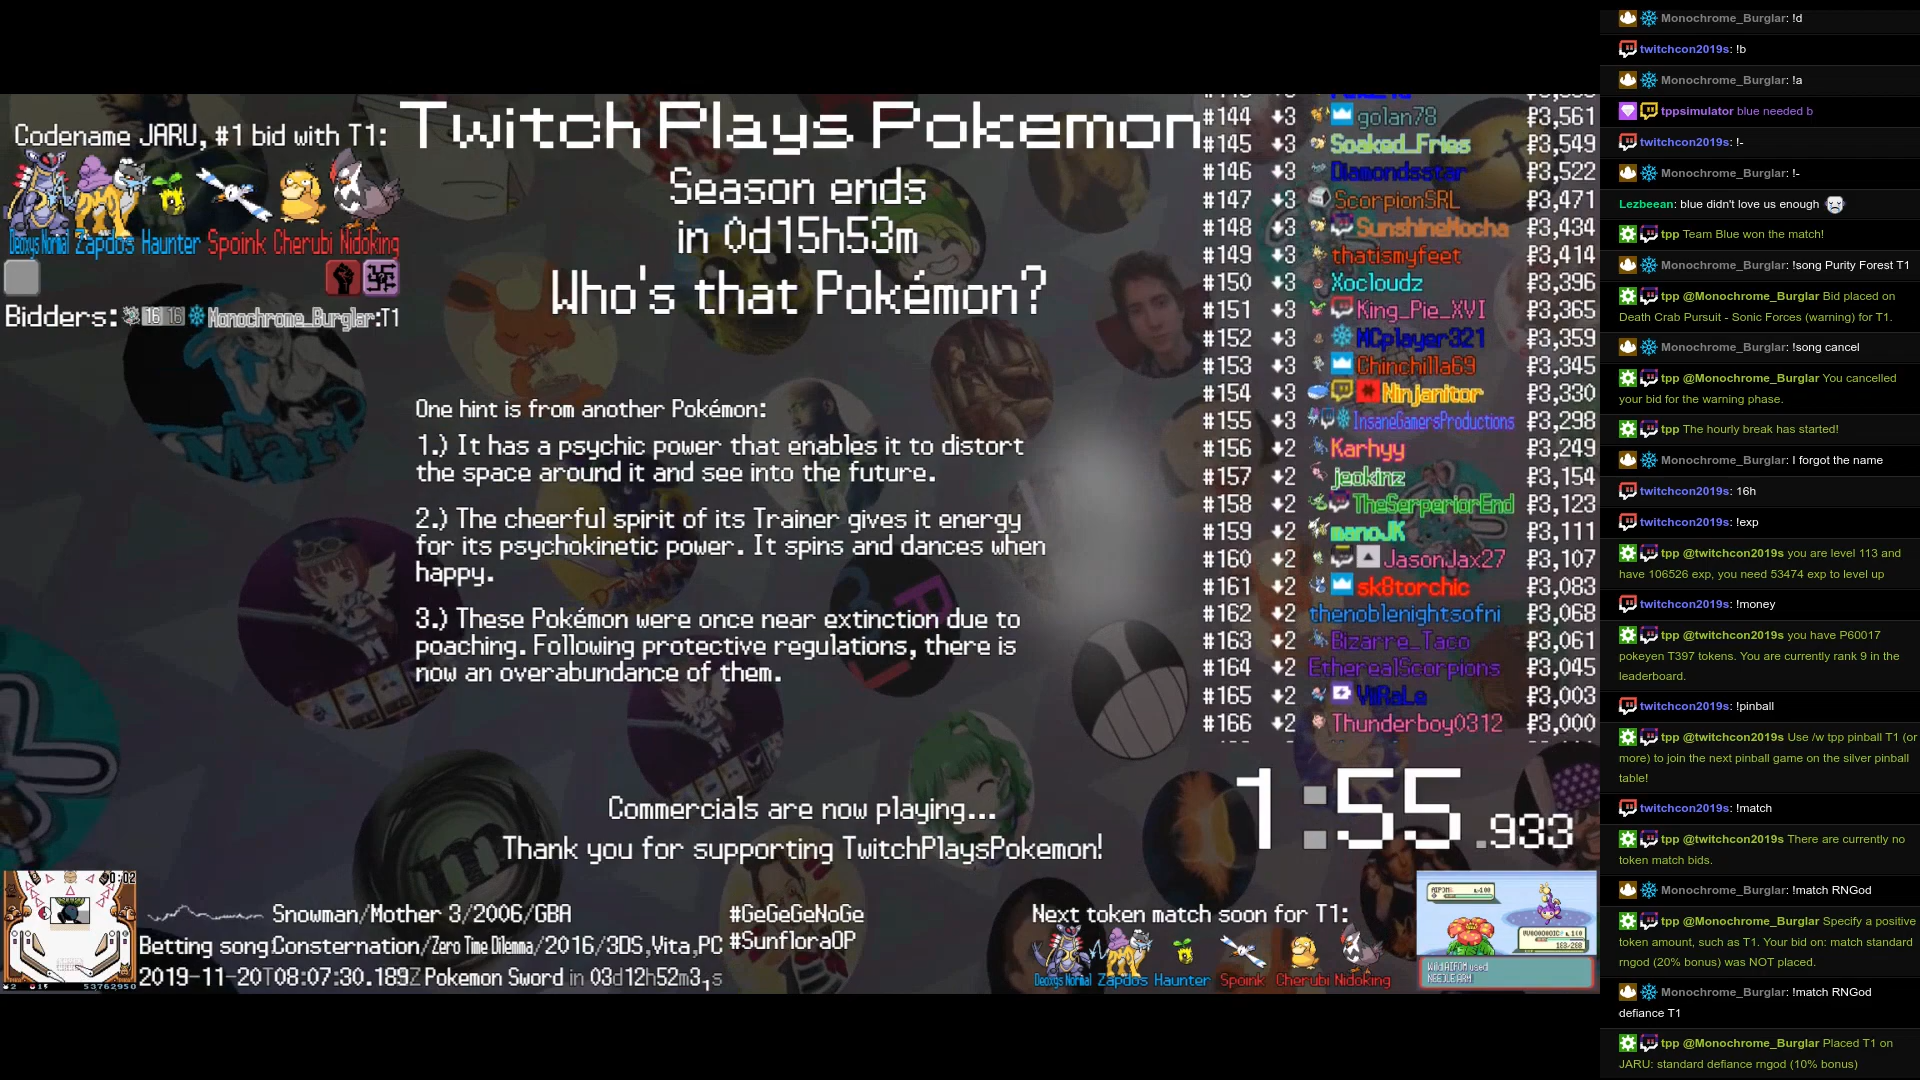 Codename JARU, #1 bid with T1:
Deoxys Normal Zapdos Haunter Spoink Cherubi Nidoking
Bidders: 16 16 Monochrome_Burglar:T1
Twitch Plays Pokemon
Season ends
in 0d15h53m
Who's that Pokémon?
One hint is from another Pokémon:
1.) It has a psychic power that enables it to distort
the space around it and see into the future.
2.) The cheerful spirit of its Trainer gives it energy
for its psychokinetic power. It spins and dances when
happy.
3.) These Pokémon were once near extinction due to
poaching. Following protective regulations, there is
now an overabundance of them.
Commercials are now playing...
Thank you for supporting TwitchPlaysPokemon!
#144 3 golan78 ₽3,561
#145 3 Soaked_Fries ₽3,549
#146 3 Diamondsstar ₽3,522
#147 3 ScorpionSRL ₽3,471
#148 3 SunshineMocha ₽3,434
#149 3 thatismyfeet ₽3,414
#150 3 Xocloudz ₽3,396
#151 3 King_Pie_XVI ₽3,365
#152 3 MCplayer321 ₽3,359
#153 3 Chinchilla69 ₽3,345
#154 3 Ninjanitor ₽3,330
#155 3 InsaneGamersProductions ₽3,298
#156 2 Karhyy ₽3,249
#157 2 jeokinz ₽3,154
#158 2 TheSerperiorEnd ₽3,123
#159 2 manoJK ₽3,111
#160 2 JasonJax27 ₽3,107
#161 2 sk8torchic ₽3,083
#162 2 thenoblenightsofni ₽3,068
#163 2 Bizarre_Taco ₽3,061
#164 2 EtherealScorpions ₽3,045
#165 2 ViiRaLe ₽3,003
#166 2 Thunderboy0312 ₽3,000
1:55.933
0:02
53762950
Snowman/Mother 3/2006/GBA
Betting song:Consternation/Zero Time Dilemma/2016/3DS,Vita,PC
2019-11-20T08:07:30.189Z Pokemon Sword in 03d12h52m
#GeGeGeNoGe
#SunfloraOP
Next token match soon for T1:
Deoxys Normal Zapdos Haunter Spoink Cherubi Nidoking
Wild AIPOM used
Monochrome_Burglar: !d
twitchcon2019s: !b
Monochrome_Burglar: !a
tppsimulator blue needed b
twitchcon2019s: !-
Monochrome_Burglar: !-
Lezbeean: blue didn't love us enough
tpp Team Blue won the match!
Monochrome_Burglar: !song Purity Forest T1
tpp @Monochrome_Burglar Bid placed on
Death Crab Pursuit - Sonic Forces (warning) for T1.
Monochrome_Burglar: !song cancel
tpp @Monochrome_Burglar You cancelled
your bid for the warning phase.
tpp The hourly break has started!
Monochrome_Burglar: I forgot the name
twitchcon2019s: 16h
twitchcon2019s: !exp
tpp @twitchcon2019s you are level 113 and
have 106526 exp, you need 53474 exp to level up
twitchcon2019s: !money
tpp @twitchcon2019s you have P60017
pokeyen T397 tokens. You are currently rank 9 in the
leaderboard.
twitchcon2019s: !pinball
tpp @twitchcon2019s Use /w tpp pinball T1 (or
more) to join the next pinball game on the silver pinball
table!
twitchcon2019s: !match
tpp @twitchcon2019s There are currently no
token match bids.
Monochrome_Burglar: !match RNGod
tpp @Monochrome_Burglar Specify a positive
token amount, such as T1. Your bid on: match standard
rngod (20% bonus) was NOT placed.
Monochrome_Burglar: !match RNGod
defiance T1
tpp @Monochrome_Burglar Placed T1 on
JARU: standard defiance rngod (10% bonus)